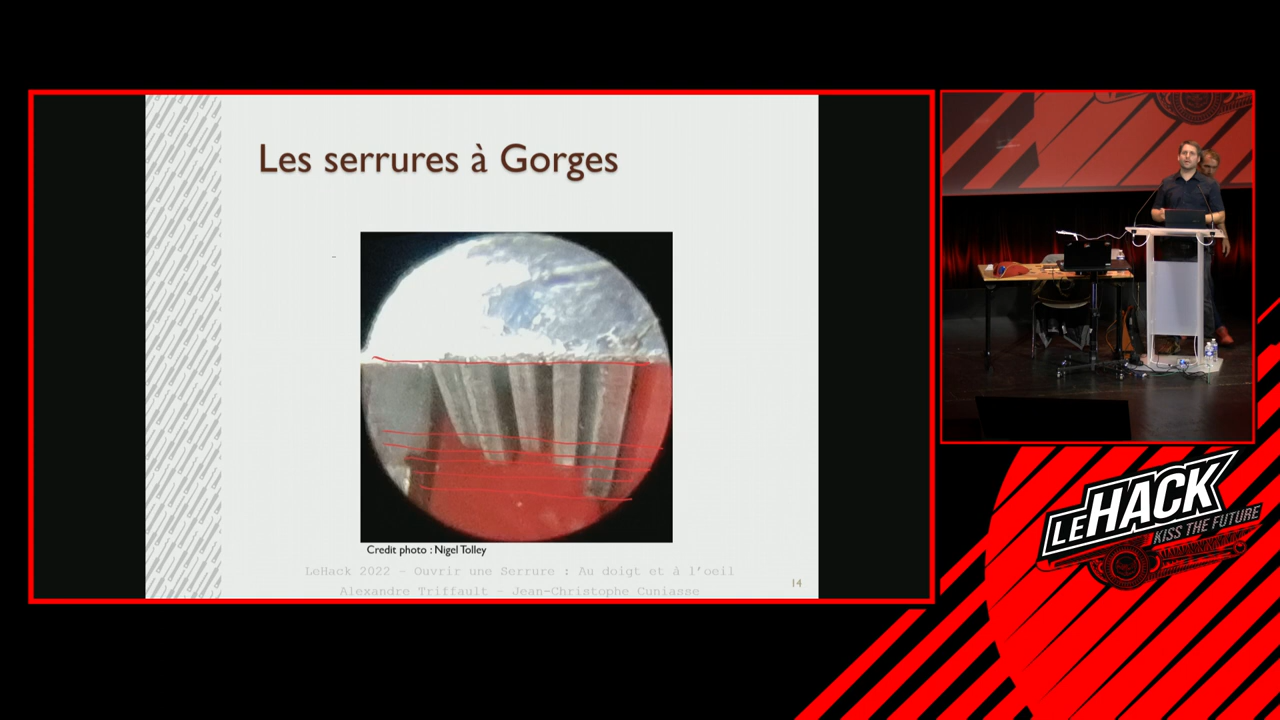 Les serrures à Gorges
Credit photo : Nigel Tolley
LeHack 2022 - Ouvrir une Serrure : Au doigt et à l'oeil
Alexandre Triffault - Jean-Christophe Cuniasse
14
LEHACK
KISS THE FUTURE